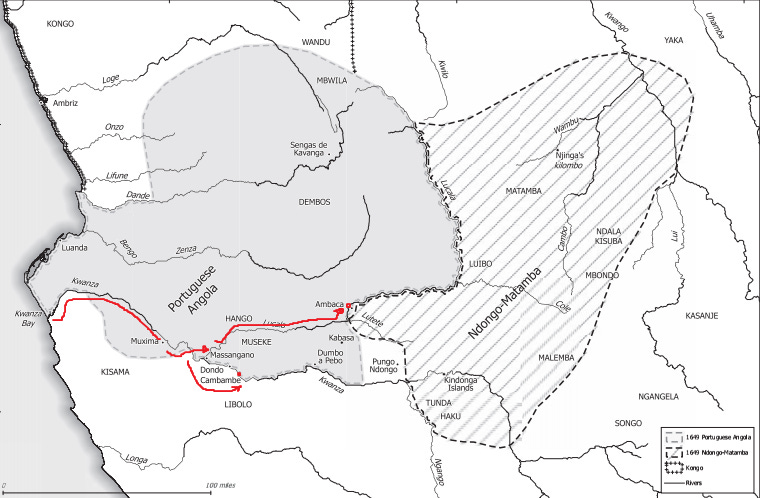 KONGO
WANDU
Kwango
YAKA
Uhamba
Loge
MBWILA
Kwilo
Ambriz
Onzo
Wambu
Sengas de
Kavanga
Njinga's
kilombo
Lifune
Lucala
MATAMBA
Dande
DEMBOS
NDALA
KISUBA
Cambo
Lui
Luanda
Bengo
Zenza
LUIBO
MBONDO
Kwanza
Portuguese
Angola
Ndongo-Matamba
Cole
Kwanza
Bay
Ambaca
HANGO
Lucala
Lutete
KASANJE
Muxima
MUSEKE
Kabasa
Massangano
Dumbo
a Pebo
Pungo
Ndongo
MALEMBA
KISAMA
Dondo
Cambambe
Kwanza
Kindonga
Islands
NGANGELA
LIBOLO
TUNDA
HAKU
SONGO
Longa
Ngango
0
100 miles
1649 Portuguese Angola
1649 Ndongo-Matamba
Kongo
Rivers